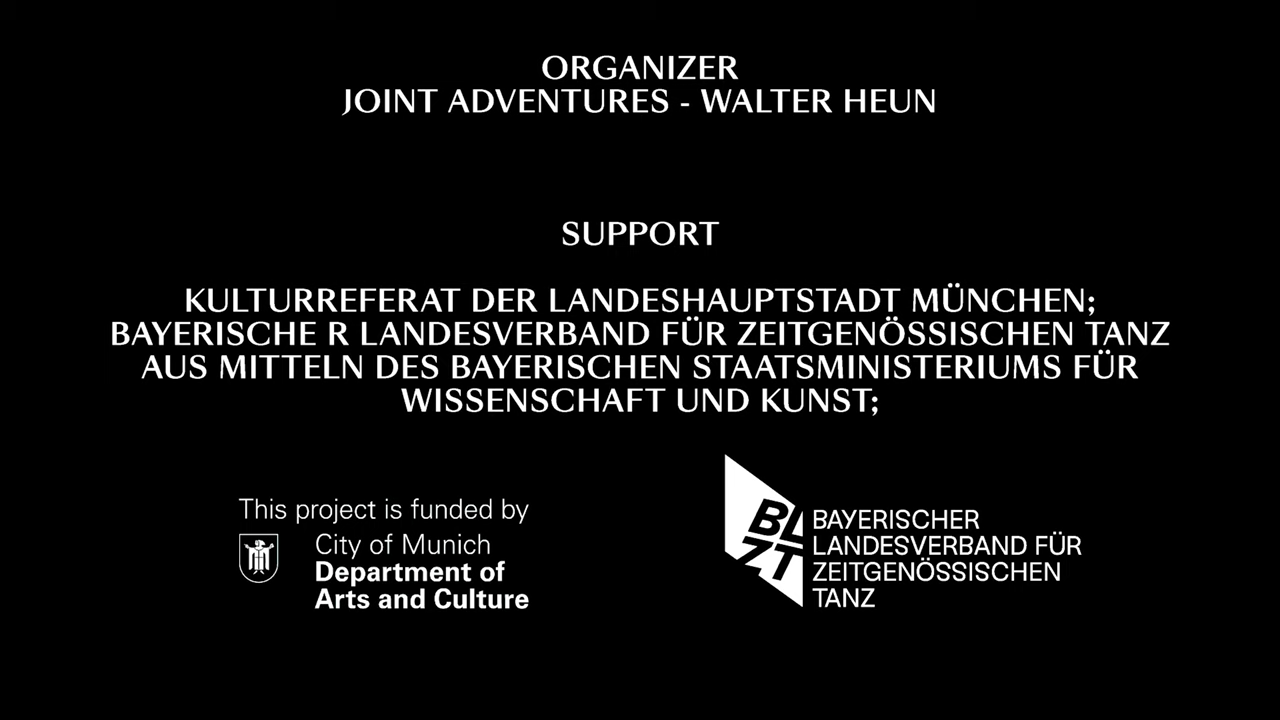 ORGANIZER
JOINT ADVENTURES - WALTER HEUN
SUPPORT
KULTURREFERAT DER LANDESHAUPTSTADT MÜNCHEN;
BAYERISCHE R LANDESVERBAND FÜR ZEITGENÖSSISCHEN TANZ
AUS MITTELN DES BAYERISCHEN STAATSMINISTERIUMS FÜR
WISSENSCHAFT UND KUNST;
This project is funded by
City of Munich
Department of
Arts and Culture
BL
ZT
BAYERISCHER
LANDESVERBAND FÜR
ZEITGENÖSSISCHEN
TANZ